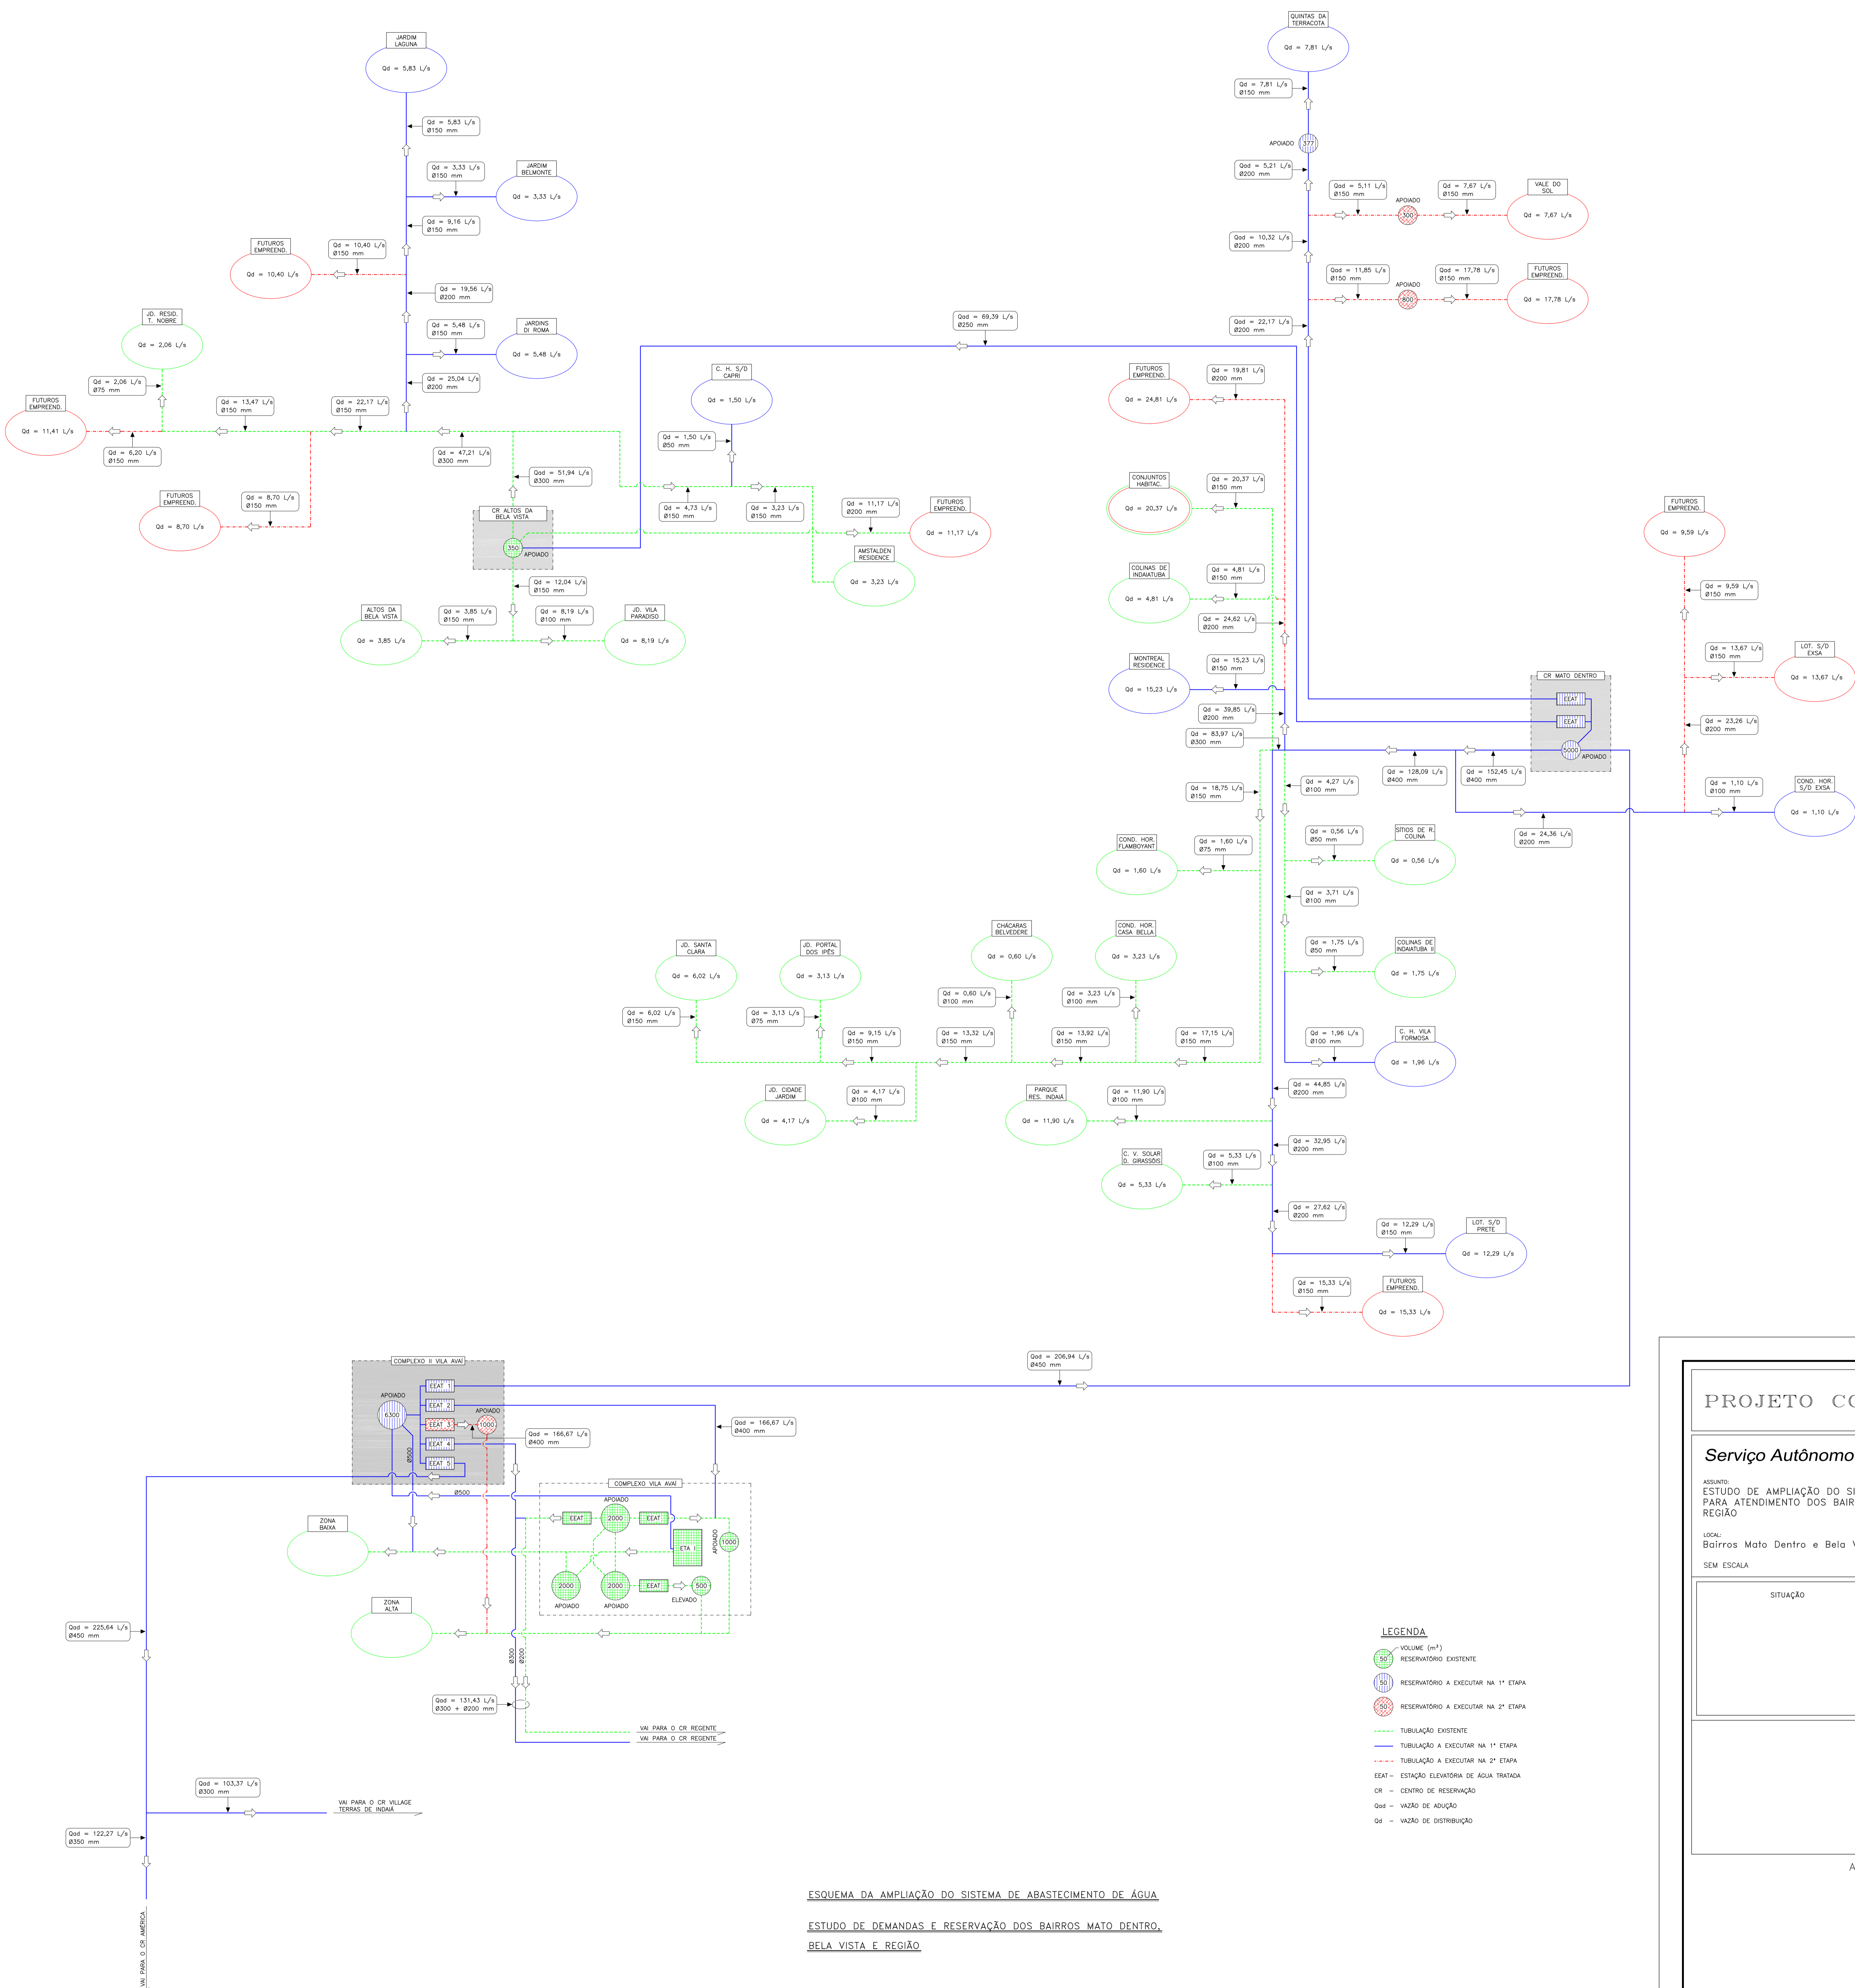 JARDIM
LAGUNA
Qd = 5,83 L/s
Qd = 5,83 L/s
Ø150 mm
Qd = 3,33 L/s
Ø150 mm
JARDIM
BELMONTE
Qd = 3,33 L/s
Qd = 9,16 L/s
Ø150 mm
FUTUROS
EMPREEND.
Qd = 10,40 L/s
Qd = 10,40 L/s
Ø150 mm
Qd = 19,56 L/s
Ø200 mm
JD. RESID.
T. NOBRE
Qd = 2,06 L/s
Qd = 5,48 L/s
Ø150 mm
JARDINS
DI ROMA
Qd = 5,48 L/s
Qd = 2,06 L/s
Ø75 mm
Qd = 25,04 L/s
Ø200 mm
FUTUROS
EMPREEND.
Qd = 11,41 L/s
Qd = 13,47 L/s
Ø150 mm
Qd = 22,17 L/s
Ø150 mm
Qd = 6,20 L/s
Ø150 mm
Qd = 47,21 L/s
Ø300 mm
FUTUROS
EMPREEND.
Qd = 8,70 L/s
Qd = 8,70 L/s
Ø150 mm
Qad = 51,94 L/s
Ø300 mm
CR ALTOS DA
BELA VISTA
350
APOIADO
Qd = 12,04 L/s
Ø150 mm
ALTOS DA
BELA VISTA
Qd = 3,85 L/s
Qd = 3,85 L/s
Ø150 mm
Qd = 8,19 L/s
Ø100 mm
JD. VILA
PARADISO
Qd = 8,19 L/s
C. H. S/D
CAPRI
Qd = 1,50 L/s
Qd = 1,50 L/s
Ø50 mm
Qd = 4,73 L/s
Ø150 mm
Qd = 3,23 L/s
Ø150 mm
Qd = 11,17 L/s
Ø200 mm
FUTUROS
EMPREEND.
Qd = 11,17 L/s
AMSTALDEN
RESIDENCE
Qd = 3,23 L/s
Qad = 69,39 L/s
Ø250 mm
QUINTAS DA
TERRACOTA
Qd = 7,81 L/s
Qd = 7,81 L/s
Ø150 mm
APOIADO
377
Qad = 5,21 L/s
Ø200 mm
Qad = 5,11 L/s
Ø150 mm
APOIADO
300
Qd = 7,67 L/s
Ø150 mm
VALE DO
SOL
Qd = 7,67 L/s
Qad = 10,32 L/s
Ø200 mm
Qad = 11,85 L/s
Ø150 mm
APOIADO
800
Qad = 17,78 L/s
Ø150 mm
FUTUROS
EMPREEND.
Qd = 17,78 L/s
Qad = 22,17 L/s
Ø200 mm
FUTUROS
EMPREEND.
Qd = 24,81 L/s
Qd = 19,81 L/s
Ø200 mm
CONJUNTOS
HABITAC.
Qd = 20,37 L/s
Qd = 20,37 L/s
Ø150 mm
COLINAS DE
INDAIATUBA
Qd = 4,81 L/s
Qd = 4,81 L/s
Ø150 mm
Qd = 24,62 L/s
Ø200 mm
MONTREAL
RESIDENCE
Qd = 15,23 L/s
Qd = 15,23 L/s
Ø150 mm
Qd = 39,85 L/s
Ø200 mm
Qd = 83,97 L/s
Ø300 mm
CR MATO DENTRO
EEAT
EEAT
5000
APOIADO
Qd = 128,09 L/s
Ø400 mm
Qd = 152,45 L/s
Ø400 mm
FUTUROS
EMPREEND.
Qd = 9,59 L/s
Qd = 9,59 L/s
Ø150 mm
Qd = 13,67 L/s
Ø150 mm
LOT. S/D
EXSA
Qd = 13,67 L/s
Qd = 23,26 L/s
Ø200 mm
Qd = 1,10 L/s
Ø100 mm
COND. HOR.
S/D EXSA
Qd = 1,10 L/s
Qd = 24,36 L/s
Ø200 mm
Qd = 18,75 L/s
Ø150 mm
Qd = 4,27 L/s
Ø100 mm
COND. HOR.
FLAMBOYANT
Qd = 1,60 L/s
Qd = 1,60 L/s
Ø75 mm
Qd = 0,56 L/s
Ø50 mm
SÍTIOS DE R.
COLINA
Qd = 0,56 L/s
Qd = 3,71 L/s
Ø100 mm
Qd = 1,75 L/s
Ø50 mm
COLINAS DE
INDAIATUBA II
Qd = 1,75 L/s
JD. SANTA
CLARA
Qd = 6,02 L/s
JD. PORTAL
DOS IPÊS
Qd = 3,13 L/s
CHÁCARAS
BELVEDERE
Qd = 0,60 L/s
COND. HOR.
CASA BELLA
Qd = 3,23 L/s
Qd = 6,02 L/s
Ø150 mm
Qd = 3,13 L/s
Ø75 mm
Qd = 0,60 L/s
Ø100 mm
Qd = 3,23 L/s
Ø100 mm
Qd = 9,15 L/s
Ø150 mm
Qd = 13,32 L/s
Ø150 mm
Qd = 13,92 L/s
Ø150 mm
Qd = 17,15 L/s
Ø150 mm
Qd = 1,96 L/s
Ø100 mm
C. H. VILA
FORMOSA
Qd = 1,96 L/s
JD. CIDADE
JARDIM
Qd = 4,17 L/s
Qd = 4,17 L/s
Ø100 mm
PARQUE
RES. INDAIÁ
Qd = 11,90 L/s
Qd = 11,90 L/s
Ø100 mm
Qd = 44,85 L/s
Ø200 mm
Qd = 32,95 L/s
Ø200 mm
C. V. SOLAR
D. GIRASSÓIS
Qd = 5,33 L/s
Qd = 5,33 L/s
Ø100 mm
Qd = 27,62 L/s
Ø200 mm
Qd = 12,29 L/s
Ø150 mm
LOT. S/D
PRETE
Qd = 12,29 L/s
Qd = 15,33 L/s
Ø150 mm
FUTUROS
EMPREEND.
Qd = 15,33 L/s
Qad = 206,94 L/s
Ø450 mm
COMPLEXO II VILA AVAÍ
APOIADO
6300
EEAT 1
EEAT 2
EEAT 3
EEAT 4
EEAT 5
APOIADO
1000
Ø500
Qad = 166,67 L/s
Ø400 mm
Qad = 166,67 L/s
Ø400 mm
Ø500
COMPLEXO VILA AVAÍ
APOIADO
EEAT
2000
EEAT
ETA I
APOIADO
1000
2000
APOIADO
2000
APOIADO
EEAT
500
ELEVADO
ZONA
BAIXA
ZONA
ALTA
Ø300
Ø200
Qad = 131,43 L/s
Ø300 + Ø200 mm
VAI PARA O CR REGENTE
VAI PARA O CR REGENTE
Qad = 225,64 L/s
Ø450 mm
Qad = 103,37 L/s
Ø300 mm
VAI PARA O CR VILLAGE
TERRAS DE INDAIÁ
Qad = 122,27 L/s
Ø350 mm
VAI PARA O CR AMÉRICA
LEGENDA
VOLUME (m³)
50
RESERVATÓRIO EXISTENTE
50
RESERVATÓRIO A EXECUTAR NA 1ª ETAPA
50
RESERVATÓRIO A EXECUTAR NA 2ª ETAPA
TUBULAÇÃO EXISTENTE
TUBULAÇÃO A EXECUTAR NA 1ª ETAPA
TUBULAÇÃO A EXECUTAR NA 2ª ETAPA
EEAT – ESTAÇÃO ELEVATÓRIA DE ÁGUA TRATADA
CR – CENTRO DE RESERVAÇÃO
Qad – VAZÃO DE ADUÇÃO
Qd – VAZÃO DE DISTRIBUIÇÃO
ESQUEMA DA AMPLIAÇÃO DO SISTEMA DE ABASTECIMENTO DE ÁGUA
ESTUDO DE DEMANDAS E RESERVAÇÃO DOS BAIRROS MATO DENTRO,
BELA VISTA E REGIÃO
PROJETO CO
Serviço Autônomo
ASSUNTO:
ESTUDO DE AMPLIAÇÃO DO SI
PARA ATENDIMENTO DOS BAIR
REGIÃO
LOCAL:
Bairros Mato Dentro e Bela V
SEM ESCALA
SITUAÇÃO
A